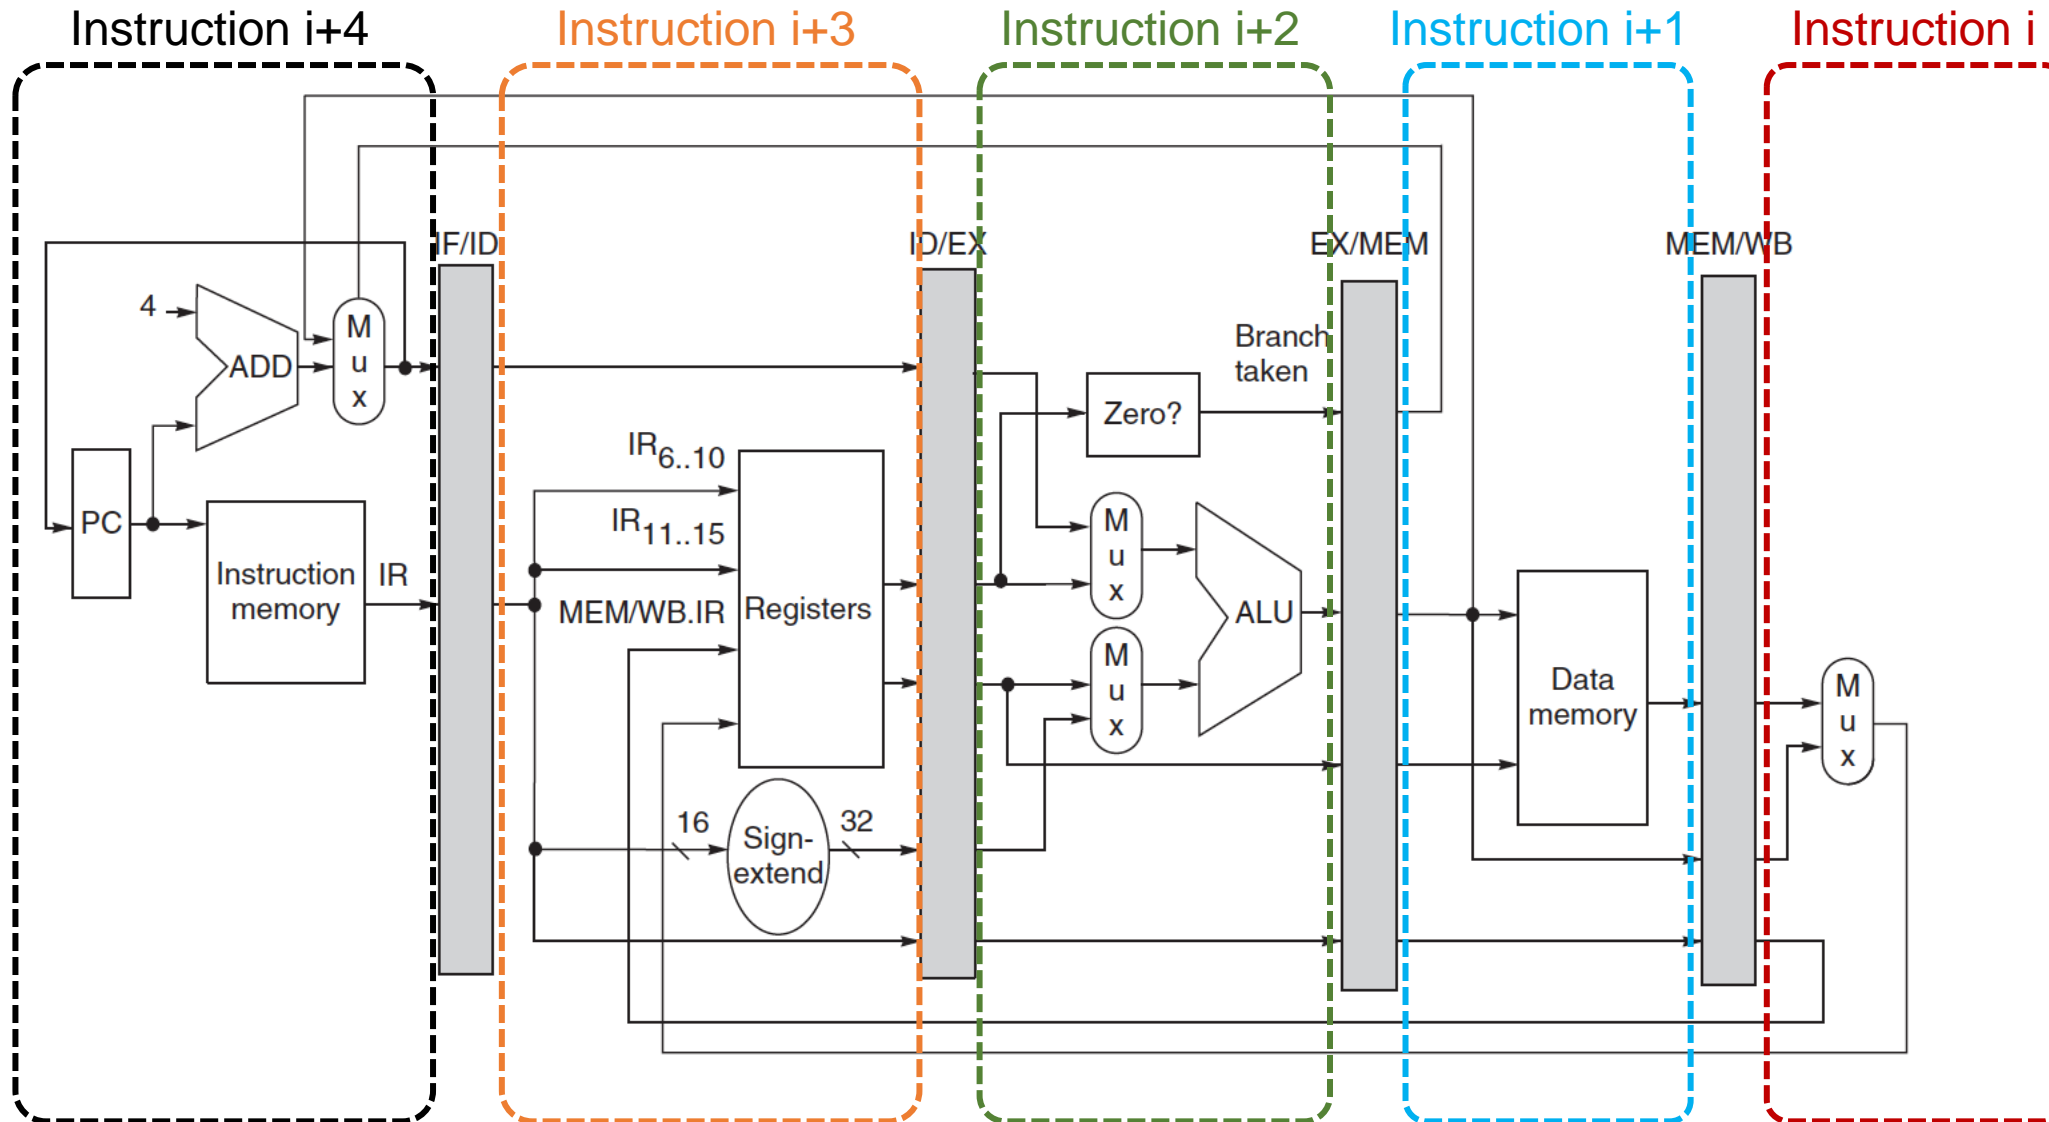 Instruction i+4
Instruction i+3
Instruction i+2
Instruction i+1
Instruction i
IF/ID
ID/EX
EX/MEM
MEM/WB
4
ADD
M
u
x
PC
Instruction
memory
IR
IR6..10
IR11..15
MEM/WB.IR
Registers
16
Sign-
extend
32
Branch
taken
Zero?
M
u
x
M
u
x
ALU
Data
memory
M
u
x